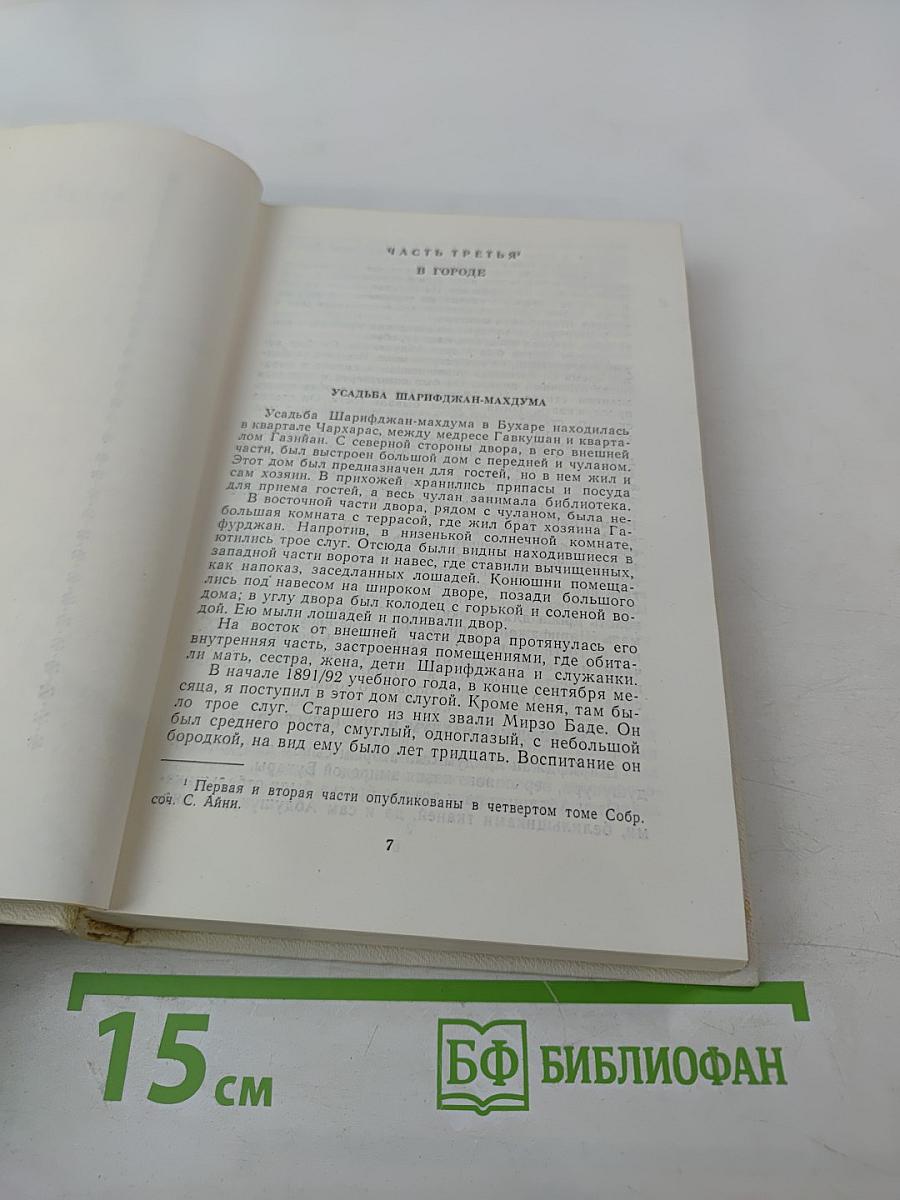 ЧАСТЬ ТРЕТЬЯ¹
В ГОРОДЕ
УСАДЬБА ШАРИФДЖАН-МАХДУМА
Усадьба Шарифджан-махдума в Бухаре находилась
в квартале Чархарас, между медресе Гавкушан и кварта-
лом Газийан. С северной стороны двора, в его внешней
части, был выстроен большой дом с передней и чуланом.
Этот дом был предназначен для гостей, но в нем жил и
сам хозяин. В прихожей хранились припасы и посуда
для приема гостей, а весь чулан занимала библиотека.
В восточной части двора, рядом с чуланом, была не-
большая комната с террасой, где жил брат хозяина Га-
фурджан. Напротив, в низенькой солнечной комнате,
ютились трое слуг. Отсюда были видны находившиеся в
западной части ворота и навес, где ставили вычищенных,
как напоказ, заседланных лошадей. Конюшни помеща-
лись под навесом на широком дворе, позади большого
дома; в углу двора был колодец с горькой и соленой во-
дой. Ею мыли лошадей и поливали двор.
На восток от внешней части двора протянулась его
внутренняя часть, застроенная помещениями, где обита-
ли мать, сестра, жена, дети Шарифджана и служанки.
В начале 1891/92 учебного года, в конце сентября ме-
сяца, я поступил в этот дом слугой. Кроме меня, там бы-
ло трое слуг. Старшего из них звали Мирзо Баде. Он
был среднего роста, смуглый, одноглазый, с небольшой
бородкой, на вид ему было лет тридцать. Воспитание он
¹ Первая и вторая части опубликованы в четвертом томе Собр.
соч. С. Айни.
7
15 см
БФ БИБЛИОФАН